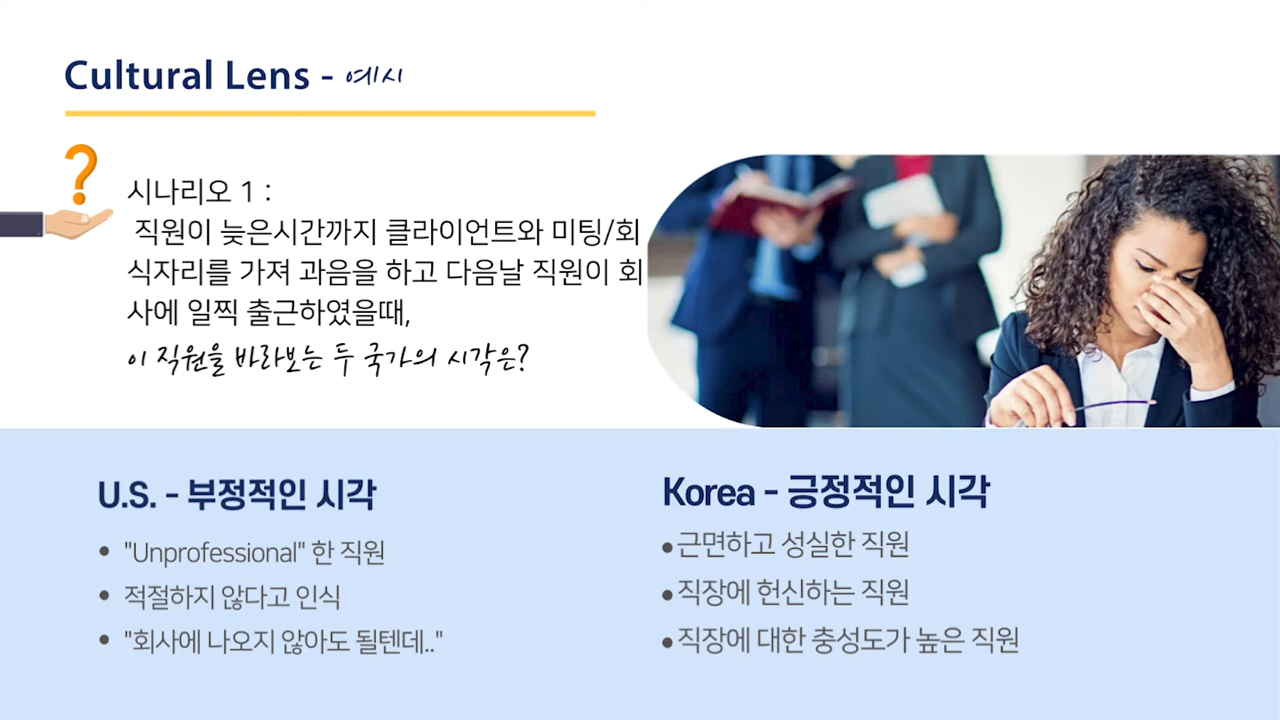 Cultural Lens - 예시
?
시나리오 1 :
직원이 늦은시간까지 클라이언트와 미팅/회
식자리를 가져 과음을 하고 다음날 직원이 회
사에 일찍 출근하였을때,
이 직원을 바라보는 두 국가의 시각은?
U.S. - 부정적인 시각
• "Unprofessional" 한 직원
• 적절하지 않다고 인식
• "회사에 나오지 않아도 될텐데.."
Korea - 긍정적인 시각
•근면하고 성실한 직원
•직장에 헌신하는 직원
•직장에 대한 충성도가 높은 직원